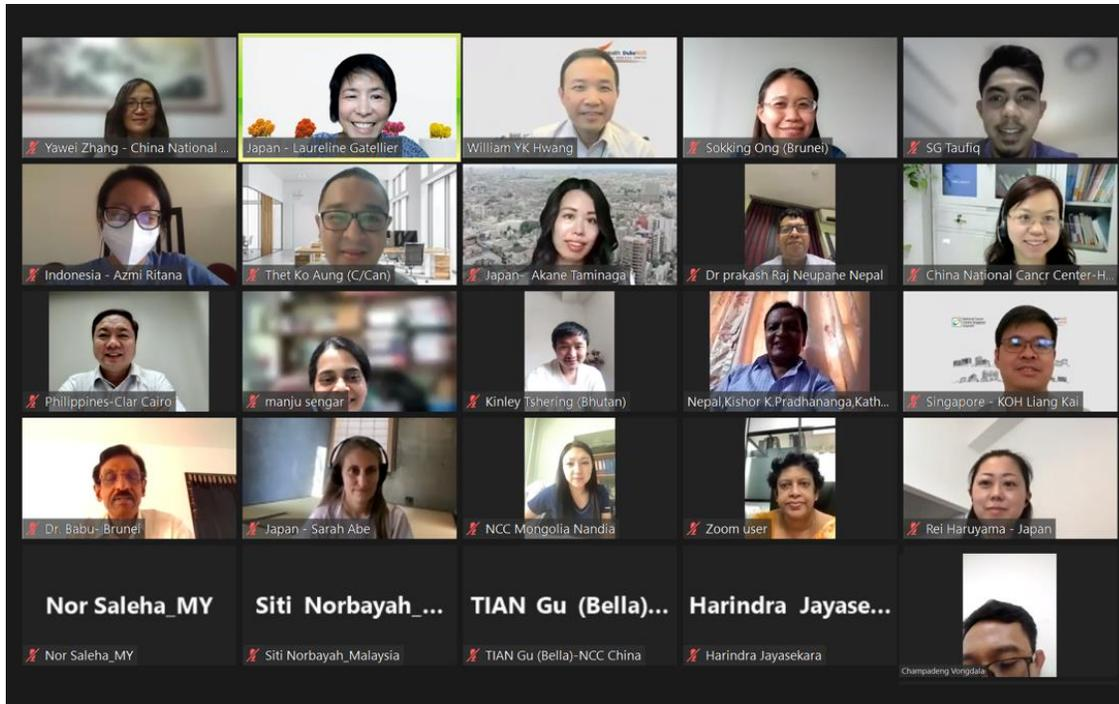 Yawei Zhang - China National ...
Japan - Laureline Gatellier
William YK Hwang
Sokking Ong (Brunei)
SG Taufiq
Indonesia - Azmi Ritana
Thet Ko Aung (C/Can)
Japan- Akane Taminaga
Dr prakash Raj Neupane Nepal
China National Cancr Center-H...
Philippines-Clar Cairo
manju sengar
Kinley Tshering (Bhutan)
Nepal,Kishor K.Pradhananga,Kath...
Singapore - KOH Liang Kai
Dr. Babu- Brunei
Japan - Sarah Abe
NCC Mongolia Nandia
Zoom user
Rei Haruyama - Japan
Nor Saleha_MY
Siti Norbayah_...
TIAN Gu (Bella)...
Harindra Jayase...
Nor Saleha_MY
Siti Norbayah_Malaysia
TIAN Gu (Bella)-NCC China
Harindra Jayasekara
Champadeng Vongdala